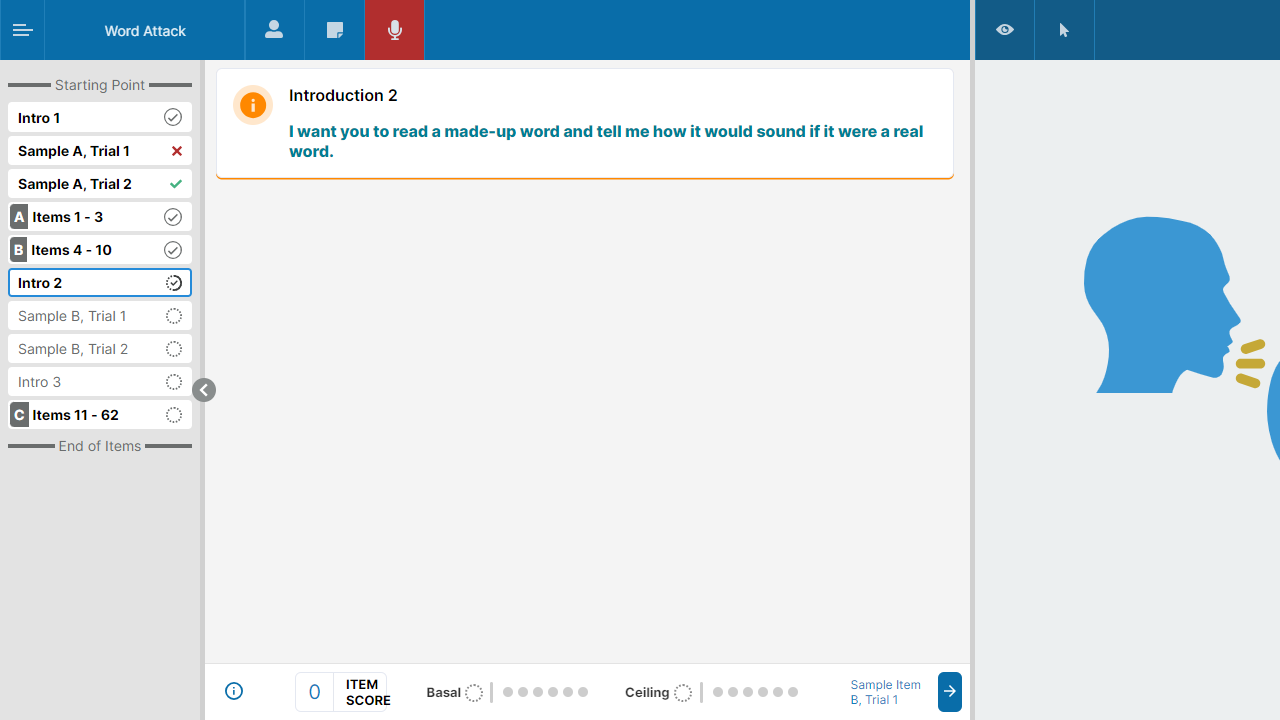 Word Attack
Starting Point
Intro 1
Sample A, Trial 1
Sample A, Trial 2
A Items 1 - 3
B Items 4 - 10
Intro 2
Sample B, Trial 1
Sample B, Trial 2
Intro 3
C Items 11 - 62
End of Items
Introduction 2
I want you to read a made-up word and tell me how it would sound if it were a real
word.
0 ITEM
SCORE
Basal
Ceiling
Sample Item
B, Trial 1